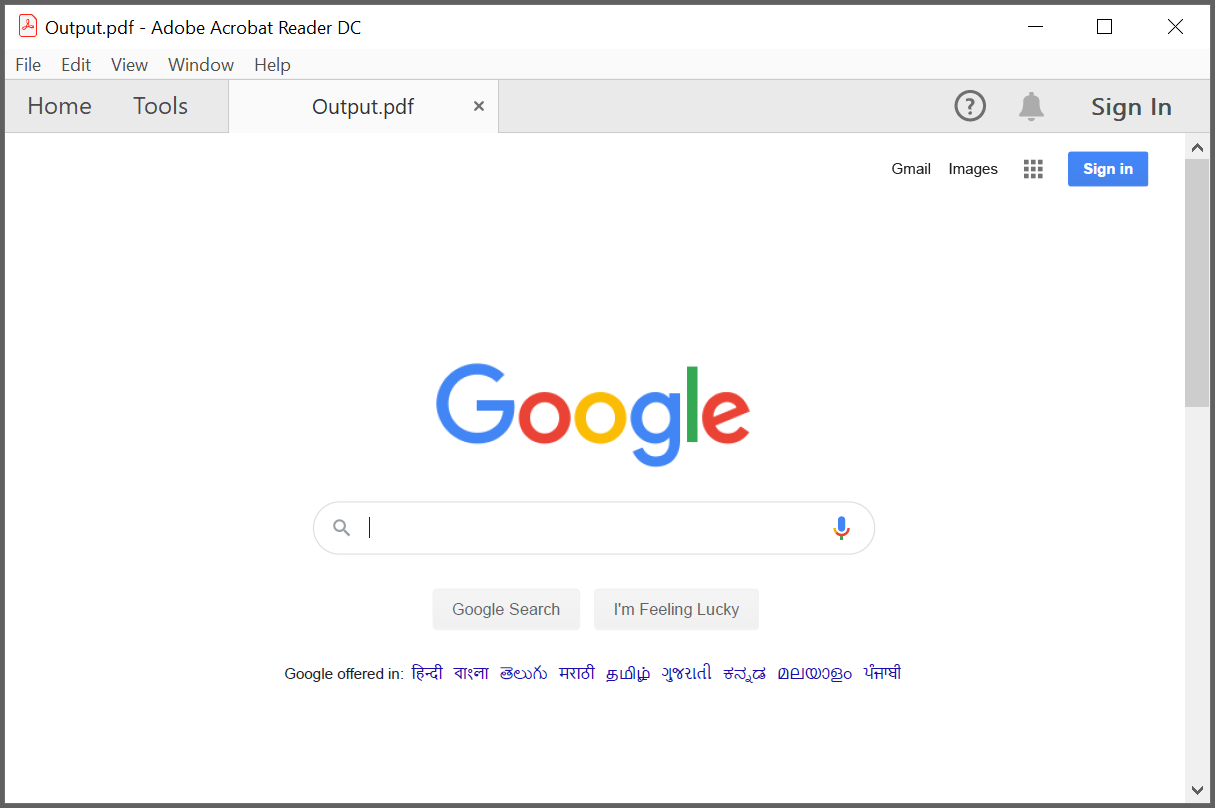 Output.pdf - Adobe Acrobat Reader DC
File Edit View Window Help
Home Tools Output.pdf × ? Sign In
Gmail Images Sign in
Google
Google Search I'm Feeling Lucky
Google offered in: हिन्दी বাংলা తెలుగు मराठी தமிழ் ગુજરાતી ಕನ್ನಡ മലയാളം ਪੰਜਾਬੀ